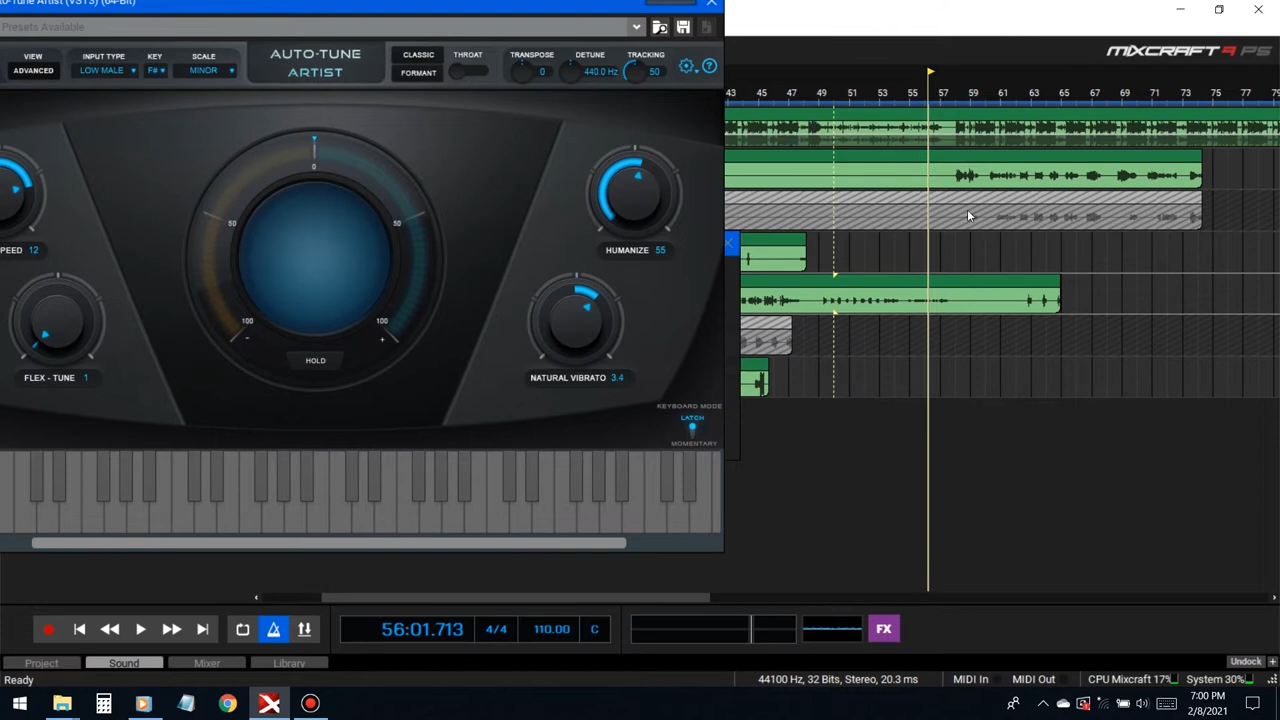 to-Tune Artist (VST3) (64-Bit)
Presets Available
VIEW
ADVANCED
INPUT TYPE
LOW MALE
KEY
F#
SCALE
MINOR
AUTO-TUNE
ARTIST
CLASSIC
FORMANT
THROAT
TRANSPOSE
0
DETUNE
440.0 Hz
TRACKING
50
?
MIXCRAFT 9 PS
43 45 47 49 51 53 55 57 59 61 63 65 67 69 71 73 75 77 79
0
50 50
100 100
- +
HOLD
PEED 12
HUMANIZE 55
FLEX - TUNE 1
NATURAL VIBRATO 3.4
KEYBOARD MODE
LATCH
MOMENTARY
56:01.713 4/4 110.00 C
FX
Project Sound Mixer Library
Undock +
Ready
44100 Hz, 32 Bits, Stereo, 20.3 ms MIDI In MIDI Out CPU Mixcraft 17% System 30%
7:00 PM
2/8/2021